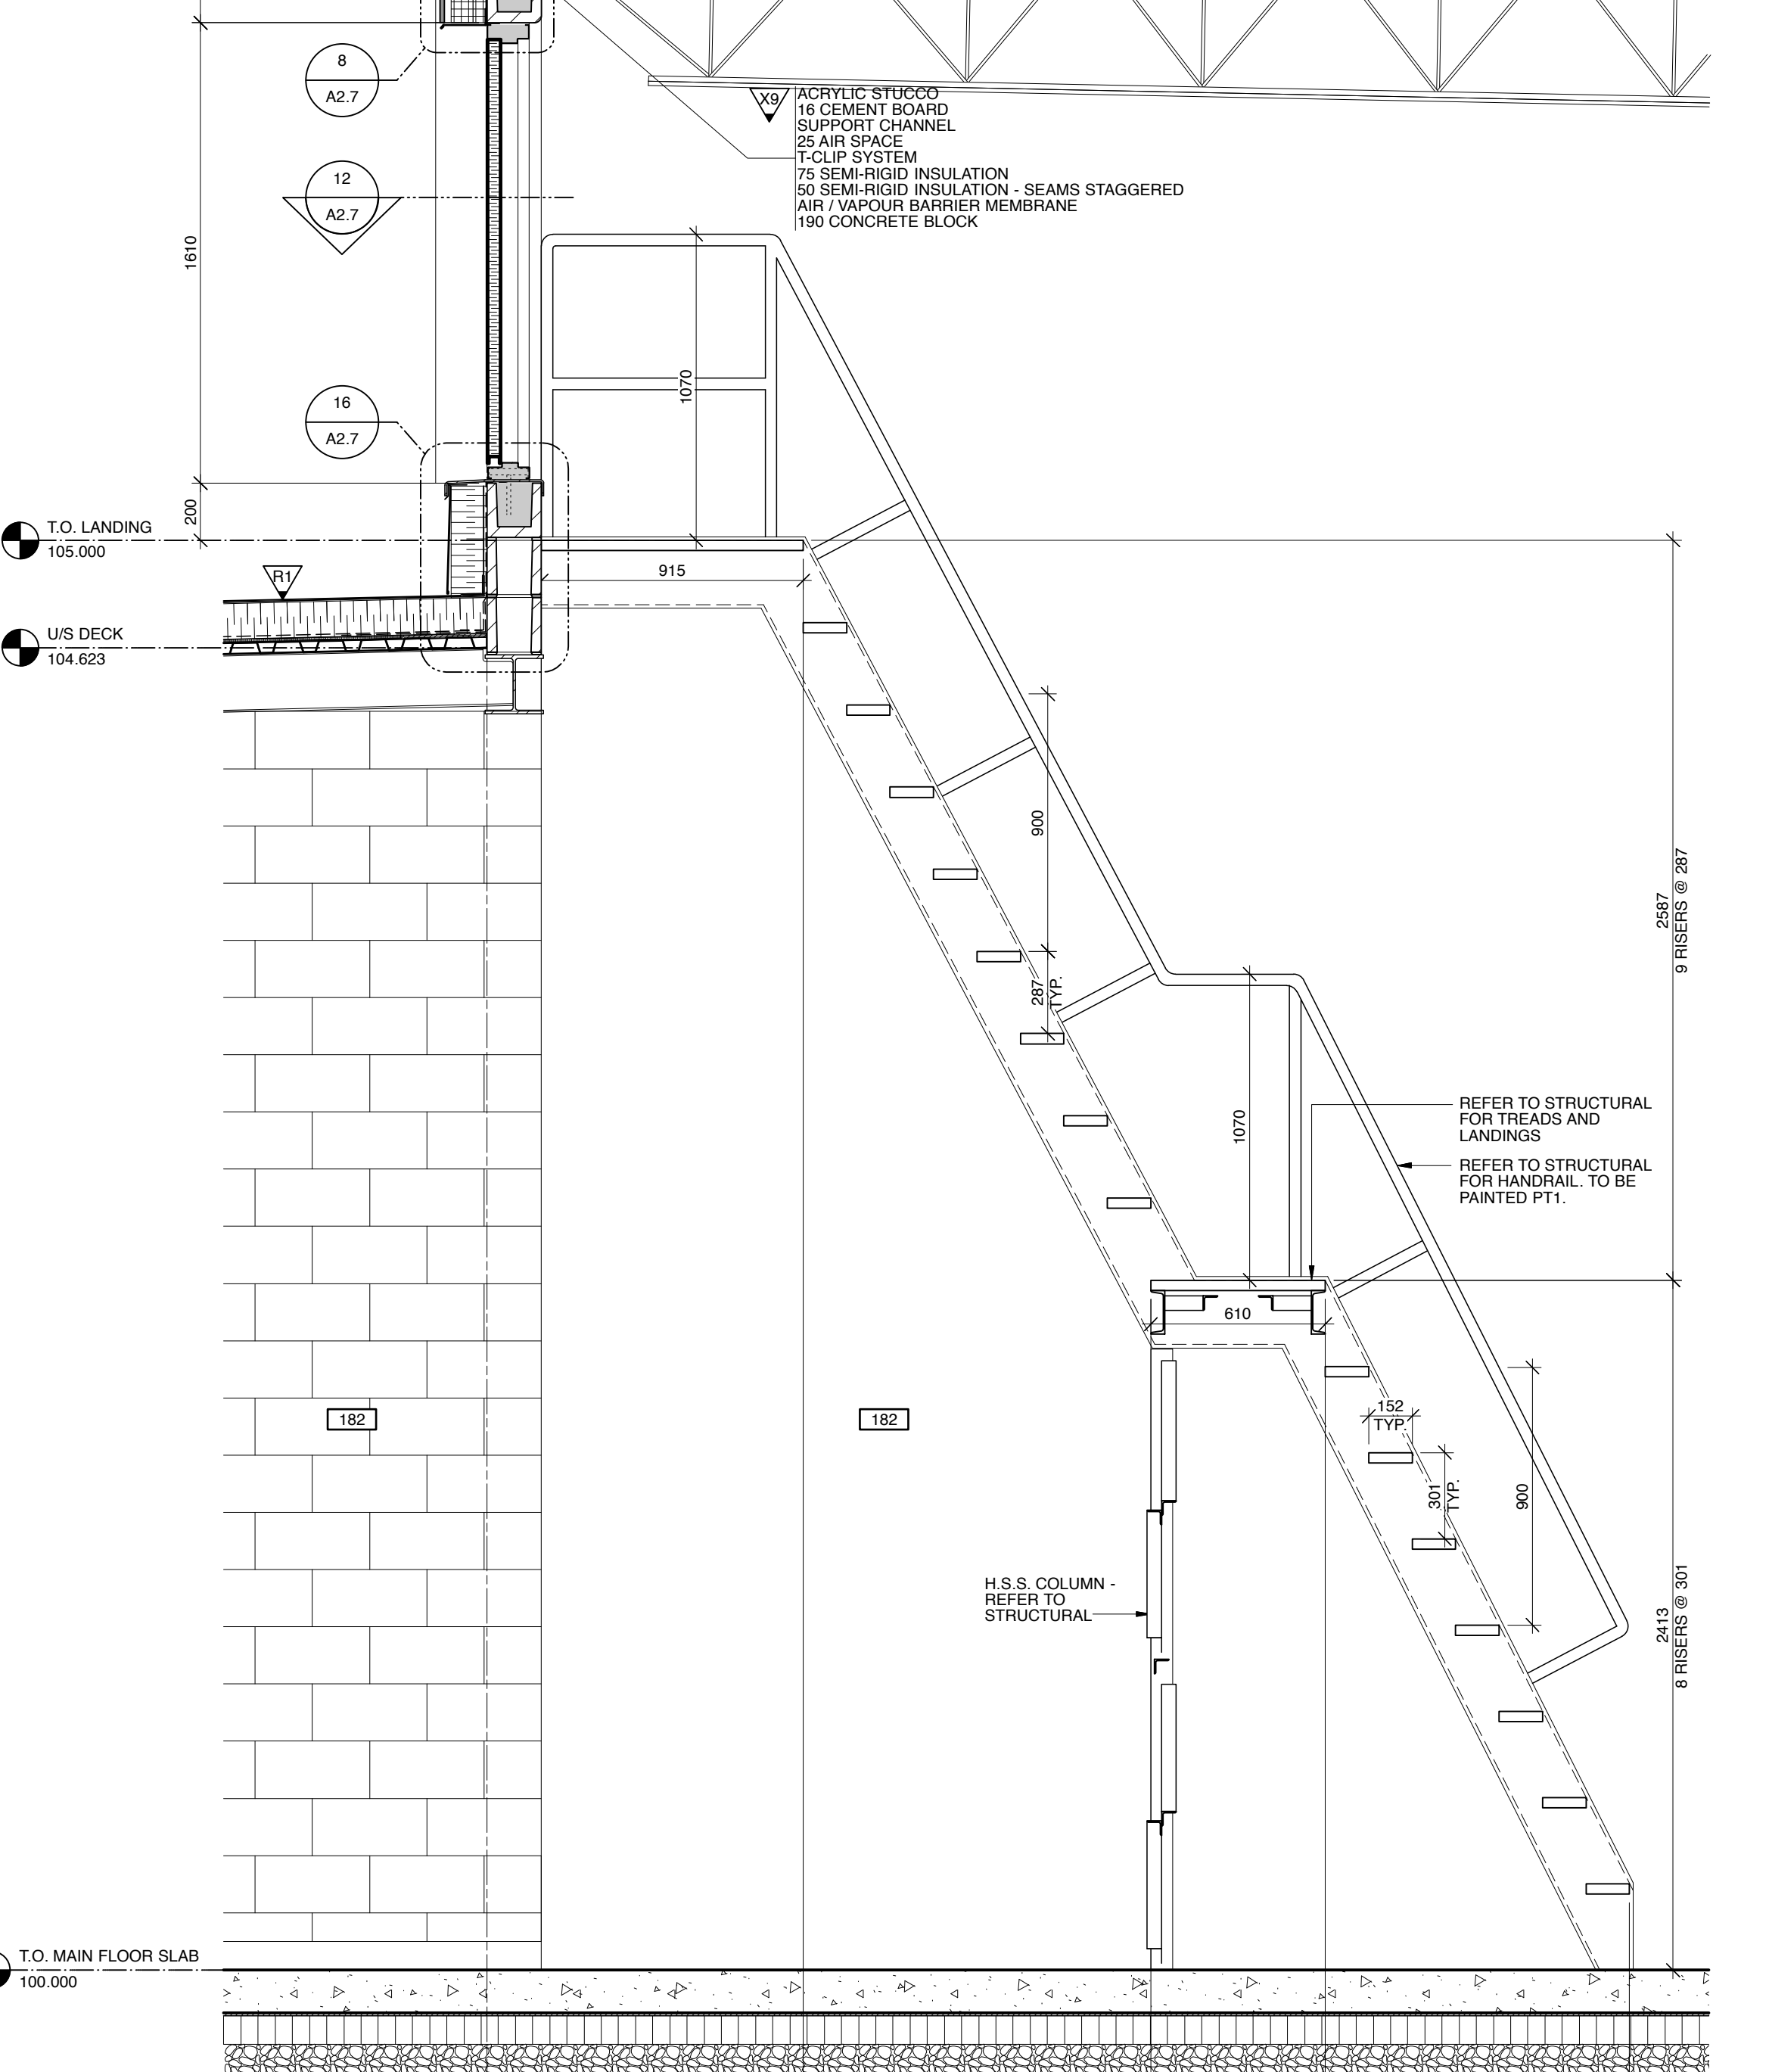 8
A2.7
X9
ACRYLIC STUCCO
16 CEMENT BOARD
SUPPORT CHANNEL
25 AIR SPACE
T-CLIP SYSTEM
75 SEMI-RIGID INSULATION
50 SEMI-RIGID INSULATION - SEAMS STAGGERED
AIR / VAPOUR BARRIER MEMBRANE
190 CONCRETE BLOCK
12
A2.7
1610
1070
16
A2.7
200
T.O. LANDING
105.000
915
R1
U/S DECK
104.623
900
2587
9 RISERS @ 287
287
TYP.
1070
REFER TO STRUCTURAL
FOR TREADS AND
LANDINGS
REFER TO STRUCTURAL
FOR HANDRAIL. TO BE
PAINTED PT1.
610
182
182
152
TYP.
301
TYP.
900
H.S.S. COLUMN -
REFER TO
STRUCTURAL
2413
8 RISERS @ 301
T.O. MAIN FLOOR SLAB
100.000